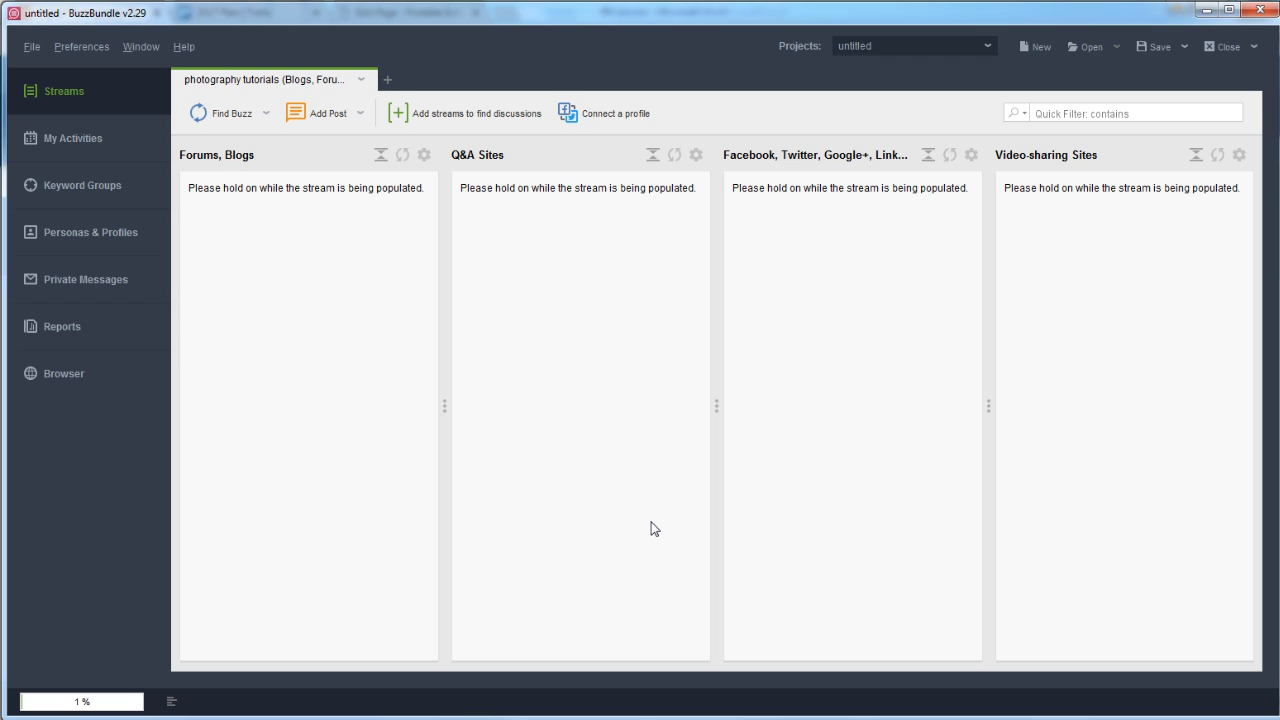 untitled - BuzzBundle v2.29
File Preferences Window Help
Projects: untitled New Open Save Close
Streams
My Activities
Keyword Groups
Personas & Profiles
Private Messages
Reports
Browser
photography tutorials (Blogs, Foru...
Find Buzz Add Post Add streams to find discussions Connect a profile Quick Filter: contains
Forums, Blogs Q&A Sites Facebook, Twitter, Google+, Link... Video-sharing Sites
Please hold on while the stream is being populated. Please hold on while the stream is being populated. Please hold on while the stream is being populated. Please hold on while the stream is being populated.
1 %